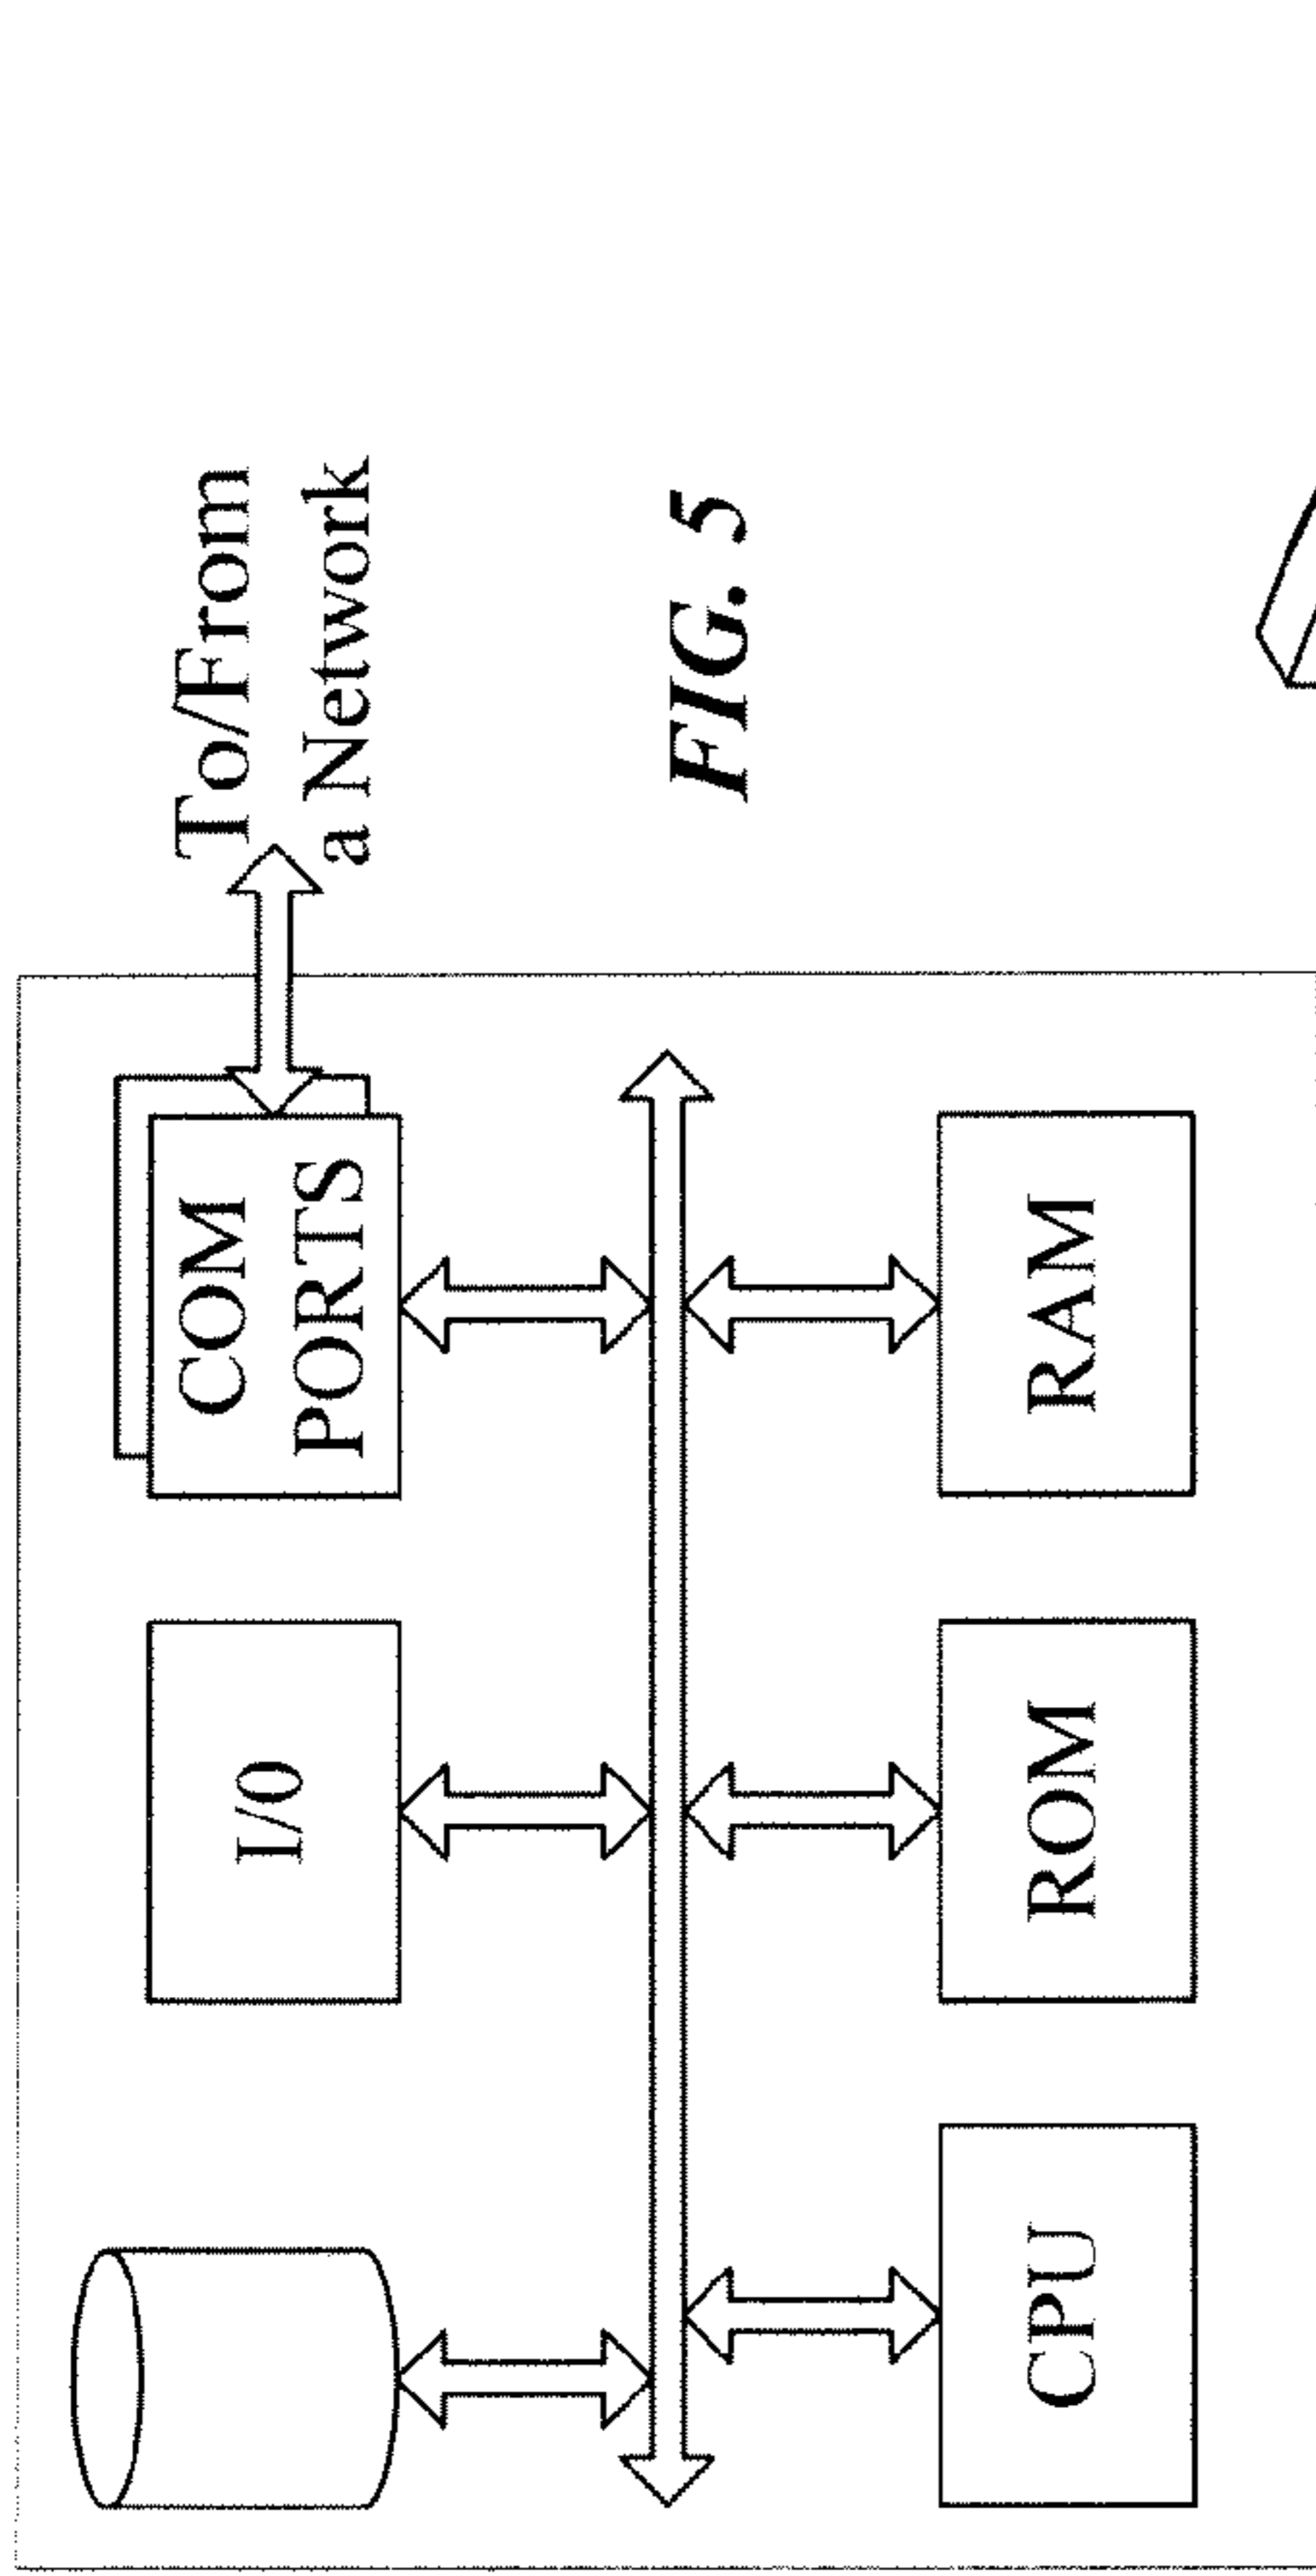 To/From
a Network
COM
PORTS
I/0
FIG. 5
RAM
ROM
CPU